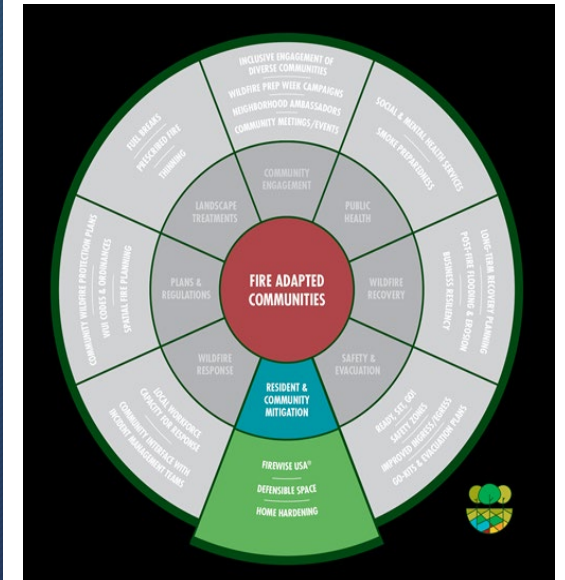 INCLUSIVE ENGAGEMENT OF
DIVERSE COMMUNITIES
WILDFIRE PREP WEEK CAMPAIGNS
NEIGHBORHOOD AMBASSADORS
COMMUNITY MEETINGS/EVENTS
COMMUNITY
ENGAGEMENT
SOCIAL & MENTAL HEALTH SERVICES
SMOKE PREPAREDNESS
PUBLIC
HEALTH
LONG-TERM RECOVERY PLANNING
POST-FIRE FLOODING & EROSION
BUSINESS RESILIENCY
WILDFIRE
RECOVERY
READY, SET, GO!
SAFETY ZONES
IMPROVED INGRESS/EGRESS
GO-KITS & EVACUATION PLANS
SAFETY &
EVACUATION
RESIDENT &
COMMUNITY
MITIGATION
FIREWISE USA®
DEFENSIBLE SPACE
HOME HARDENING
WILDFIRE
RESPONSE
LOCAL WORKFORCE
CAPACITY FOR RESPONSE
COMMUNITY INTERFACE WITH
INCIDENT MANAGEMENT TEAMS
PLANS &
REGULATIONS
COMMUNITY WILDFIRE PROTECTION PLANS
WUI CODES & ORDINANCES
SPATIAL FIRE PLANNING
LANDSCAPE
TREATMENTS
FUEL BREAKS
PRESCRIBED FIRE
THINNING
FIRE ADAPTED
COMMUNITIES